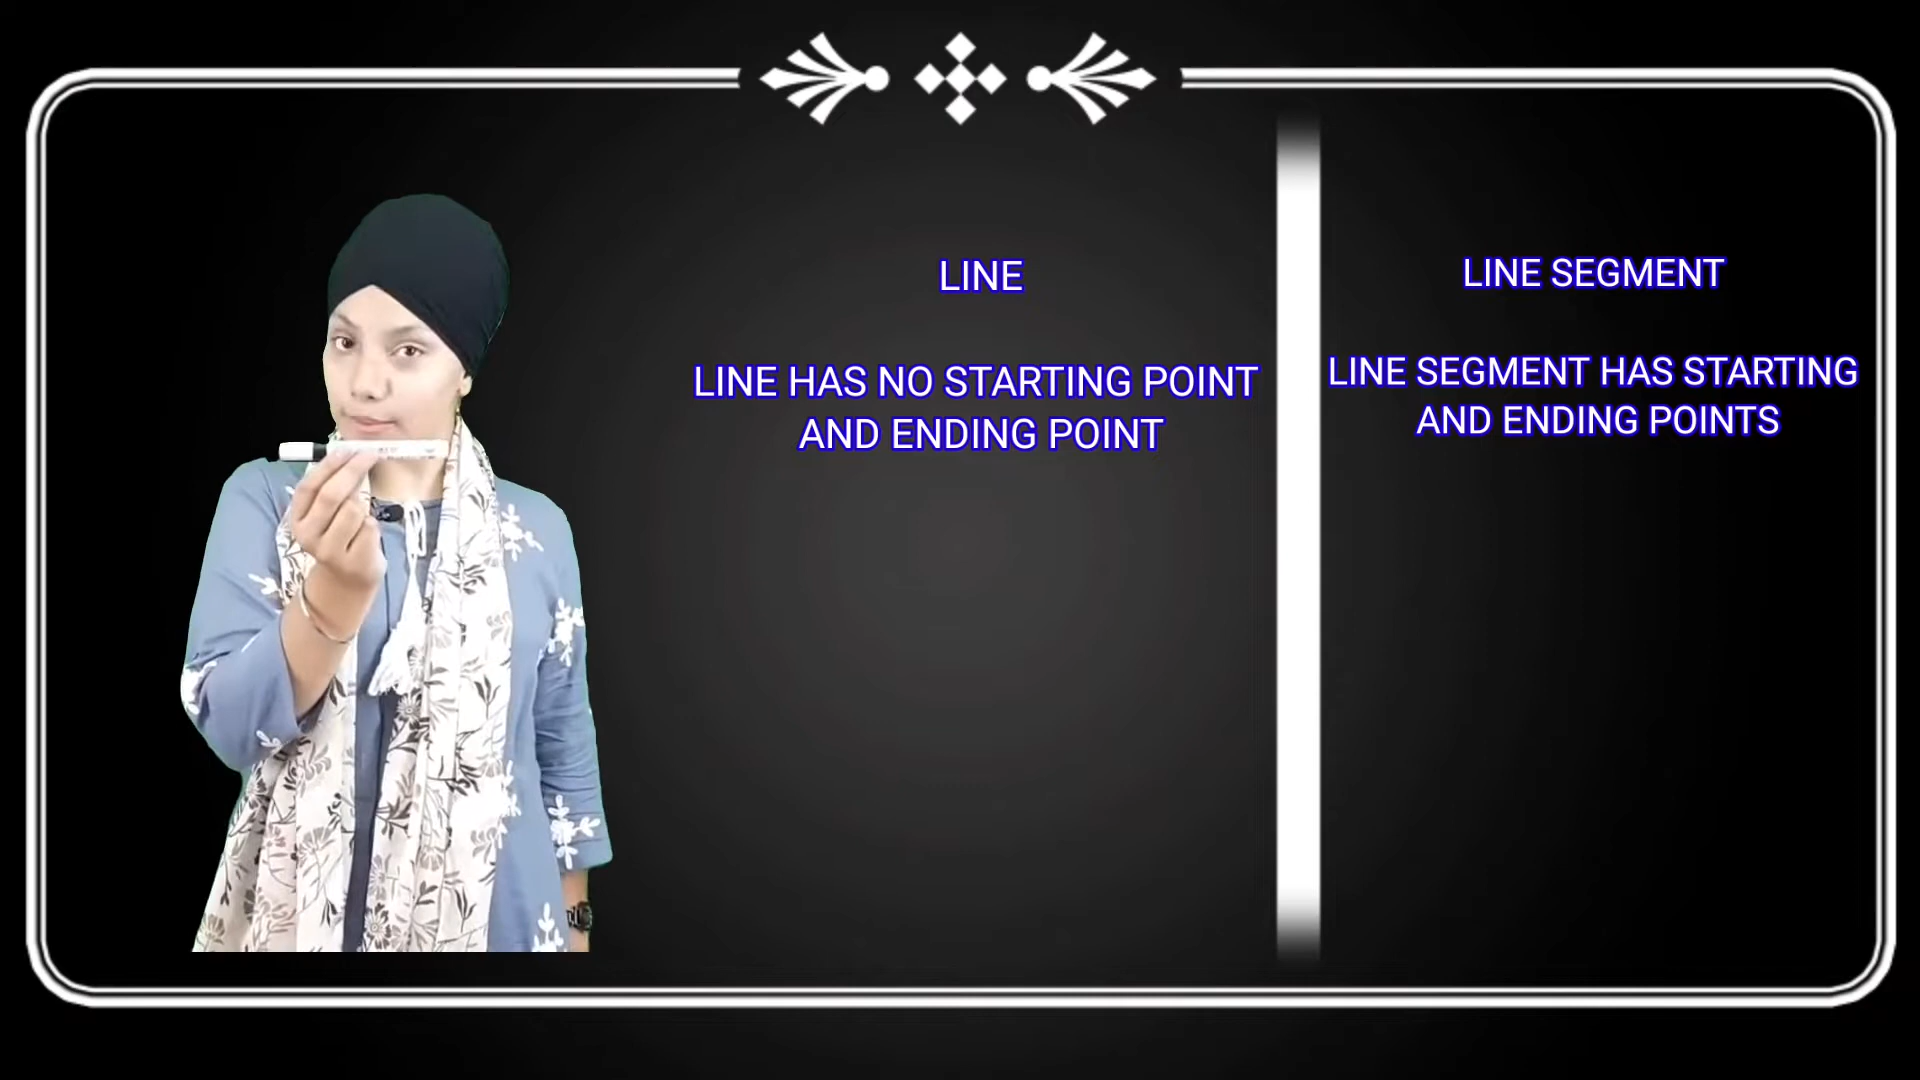 LINE
LINE HAS NO STARTING POINT
AND ENDING POINT
LINE SEGMENT
LINE SEGMENT HAS STARTING
AND ENDING POINTS